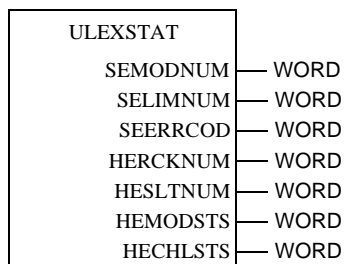 ULEXSTAT
SEMODNUM WORD
SELIMNUM WORD
SEERRCOD WORD
HERCKNUM WORD
HESLTNUM WORD
HEMODSTS WORD
HECHLSTS WORD